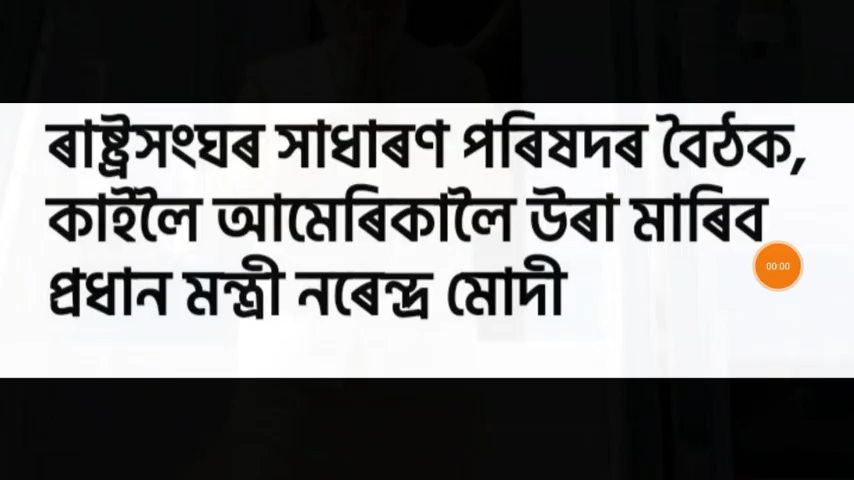 ৰাষ্ট্ৰসংঘৰ সাধাৰণ পৰিষদৰ বৈঠক,
কাইলৈ আমেৰিকালৈ উৰা মাৰিব
প্ৰধান মন্ত্ৰী নৰেন্দ্ৰ মোদী
00:00